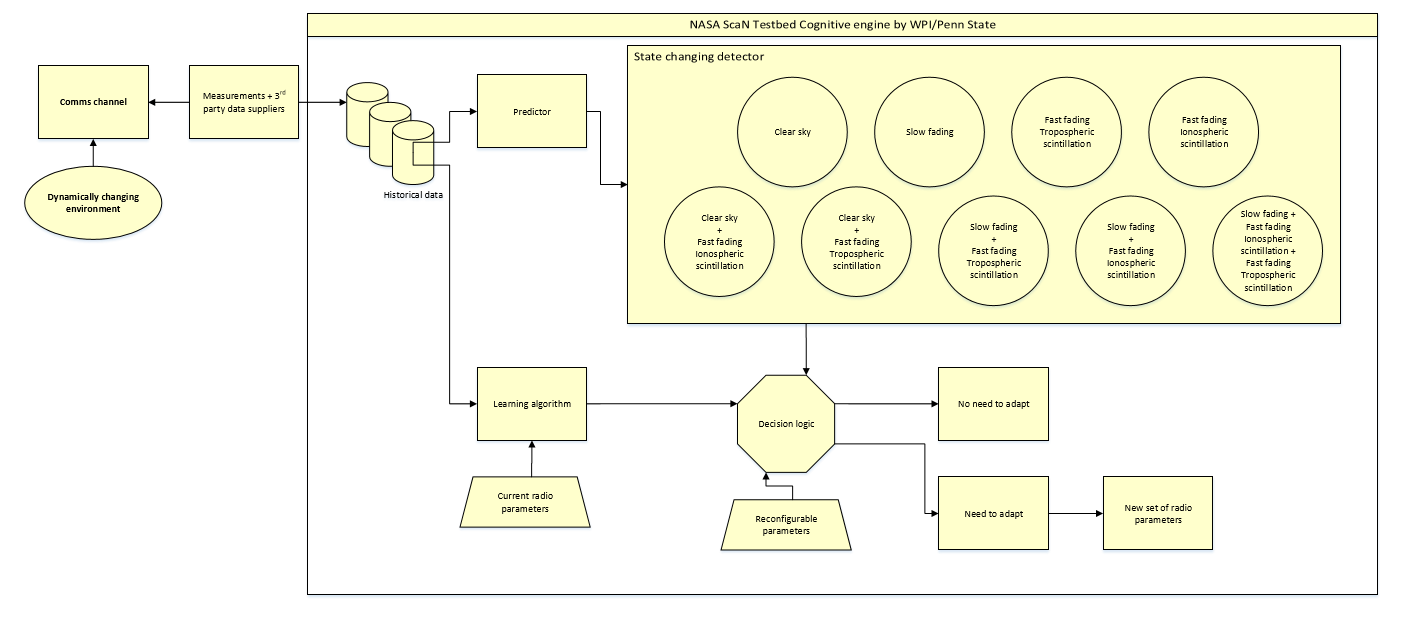 NASA ScaN Testbed Cognitive engine by WPI/Penn State
State changing detector
Comms channel
Measurements + 3rd
party data suppliers
Predictor
Clear sky
Slow fading
Fast fading
Tropospheric
scintillation
Fast fading
Ionospheric
scintillation
Dynamically changing
environment
Historical data
Clear sky
+
Fast fading
Ionospheric
scintillation
Clear sky
+
Fast fading
Tropospheric
scintillation
Slow fading
+
Fast fading
Tropospheric
scintillation
Slow fading
+
Fast fading
Ionospheric
scintillation
Slow fading +
Fast fading
Ionospheric
scintillation +
Fast fading
Tropospheric
scintillation
Learning algorithm
Decision logic
No need to adapt
Current radio
parameters
Reconfigurable
parameters
Need to adapt
New set of radio
parameters